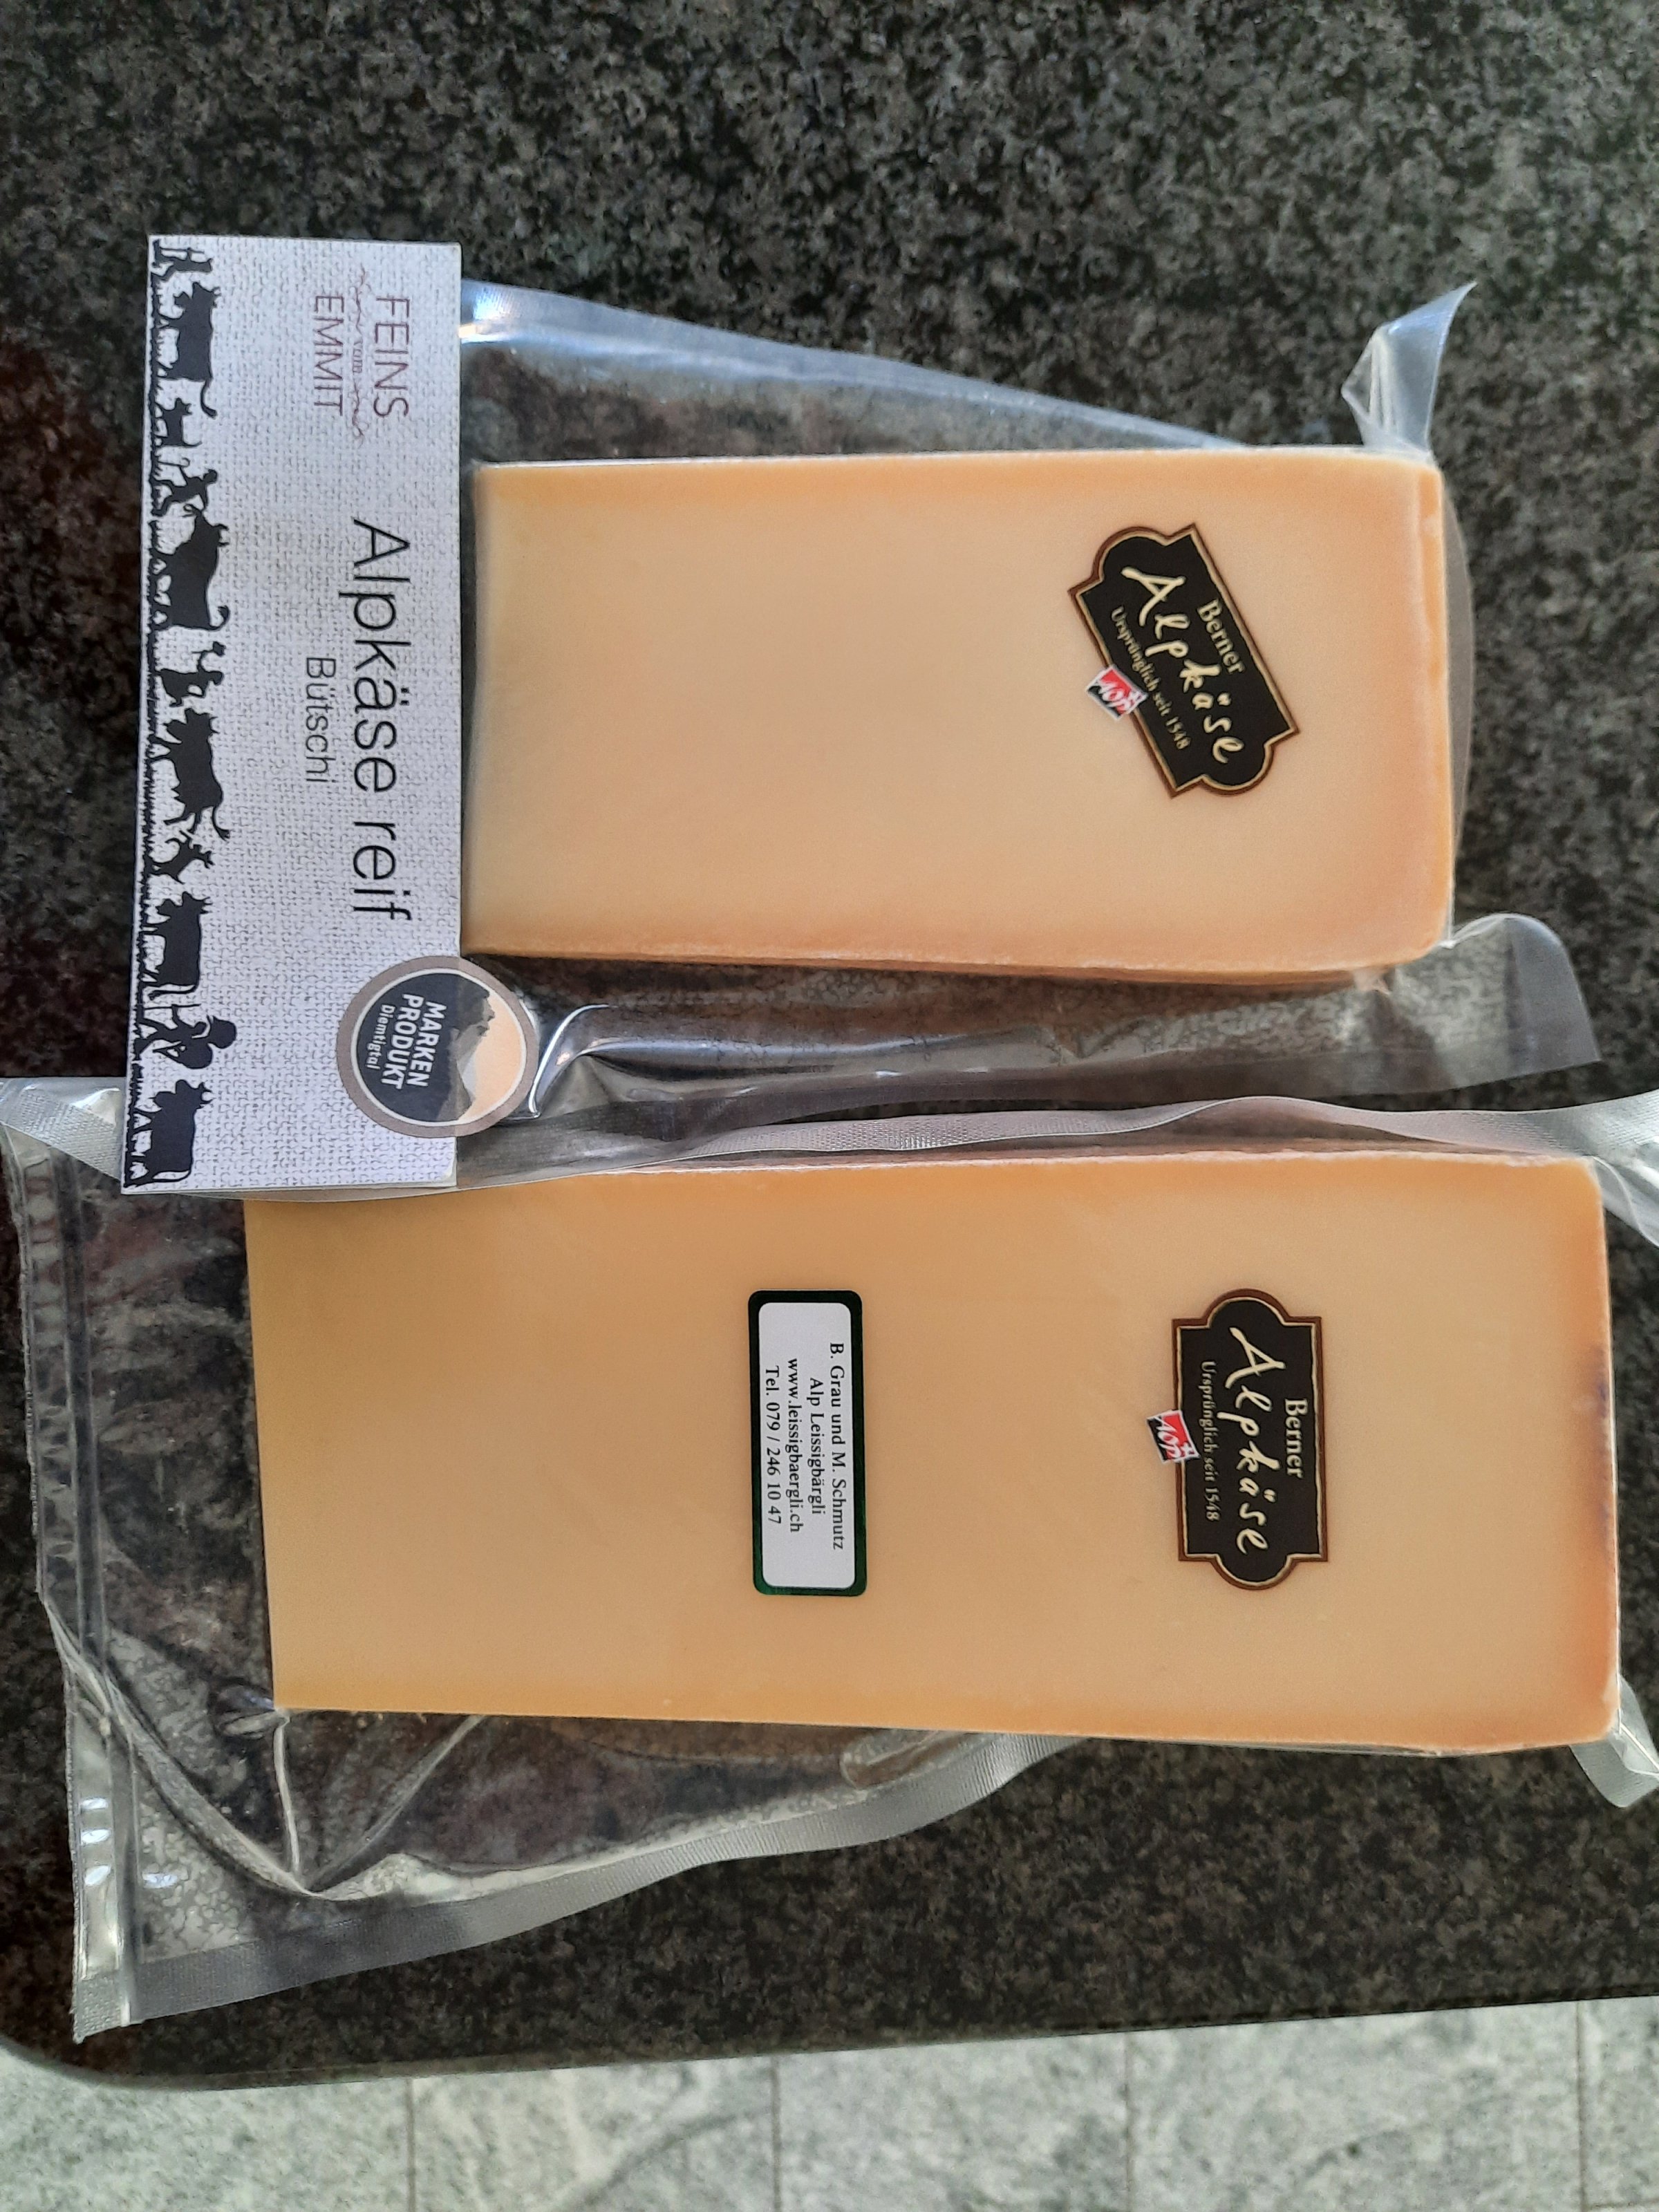 FEINS
EMMIT
Alpkäse reif
Bütschi
MARKEN
PRODUKT
Diemtigtal
Berner
Alpkäse
Ursprünglich seit 1548
AOP
B. Grau und M. Schmutz
Alp Leissigbärgli
www.leissigbaergli.ch
Tel. 079 / 246 10 47
Berner
Alpkäse
Ursprünglich seit 1548
AOP